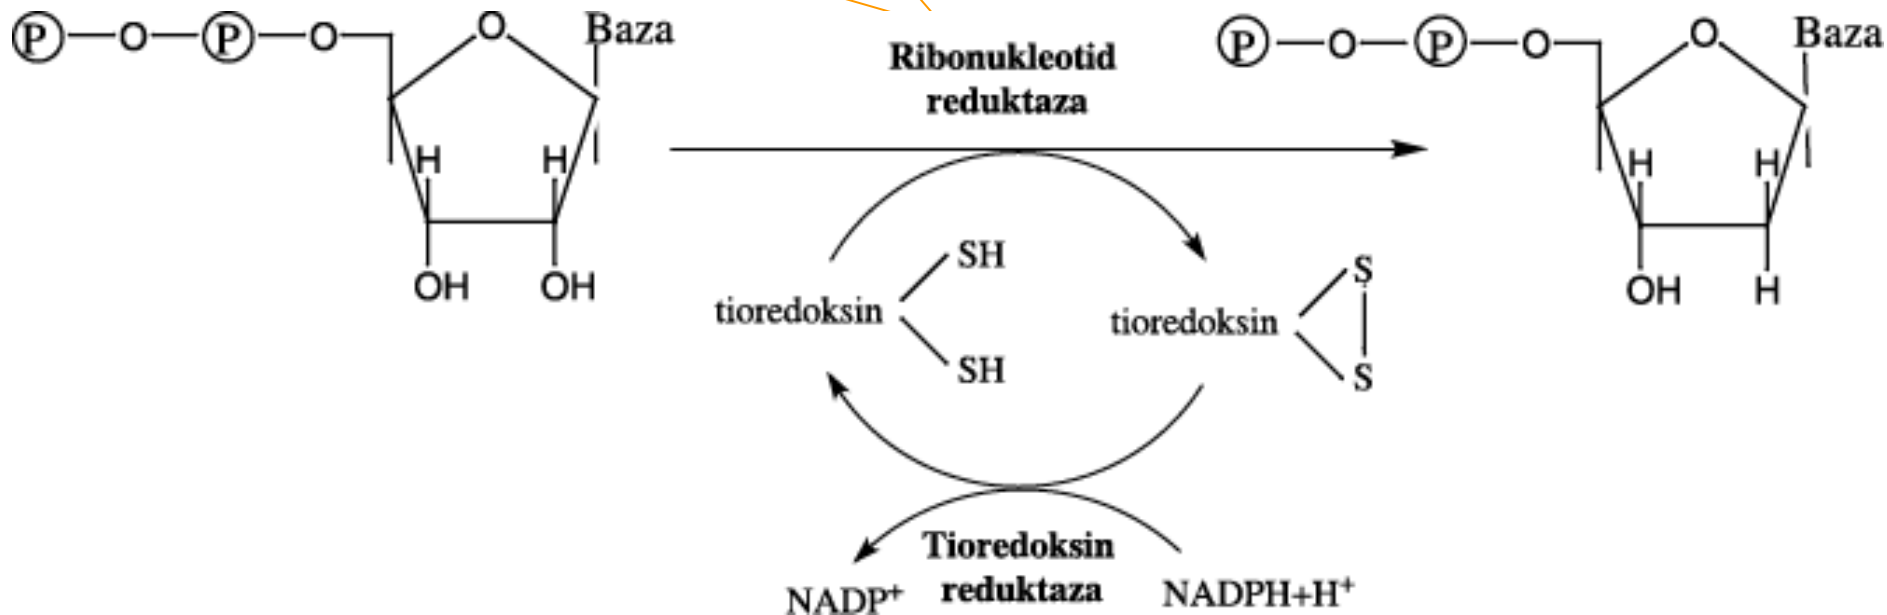 P O P O O Baza
H H
OH OH
Ribonukleotid
reduktaza
P O P O O Baza
H H
OH H
tioredoksin SH
SH
tioredoksin S
S
Tioredoksin
reduktaza
NADP+
NADPH+H+